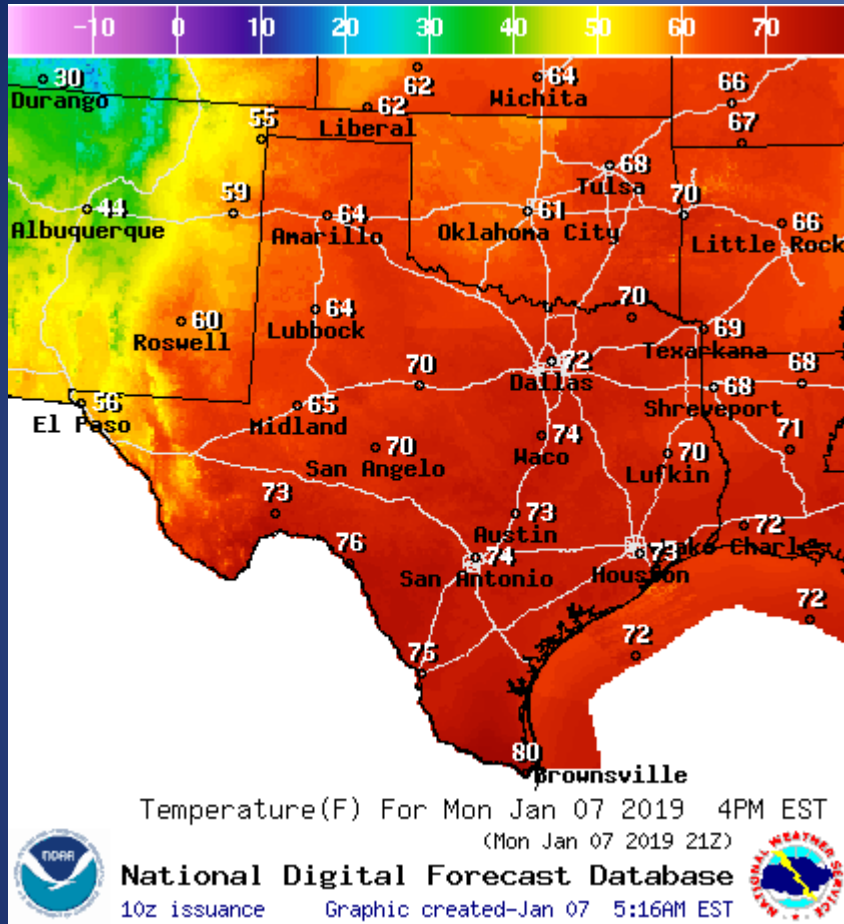 -10 0 10 20 30 40 50 60 70
30
Durango
62
64
Wichita
66
62
Liberal
55
67
68
Tulsa
44
Albuquerque
59
64
Amarillo
61
Oklahoma City
70
66
Little Rock
60
Roswell
64
Lubbock
70
69
Texarkana
72
Dallas
70
68
Shreveport
68
56
El Paso
65
Midland
70
San Angelo
74
Waco
70
Lufkin
71
73
73
Austin
72
Lake Charles
76
74
San Antonio
73
Houston
72
72
75
80
Brownsville
Temperature(F) For Mon Jan 07 2019 4PM EST
(Mon Jan 07 2019 21Z)
NOAA
National Digital Forecast Database
10z issuance Graphic created-Jan 07 5:16AM EST
NATIONAL WEATHER SERVICE